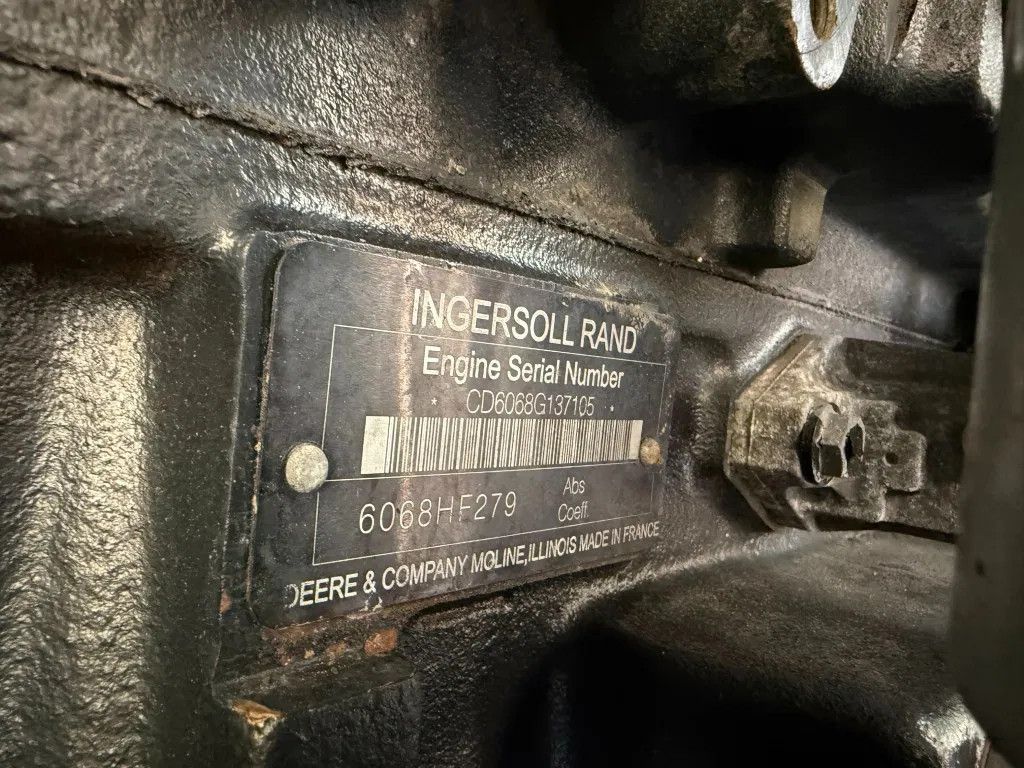 INGERSOLL RAND
Engine Serial Number
* CD6068G137105 *
6068HF279
Abs
Coeff.
DEERE & COMPANY MOLINE, ILLINOIS MADE IN FRANCE